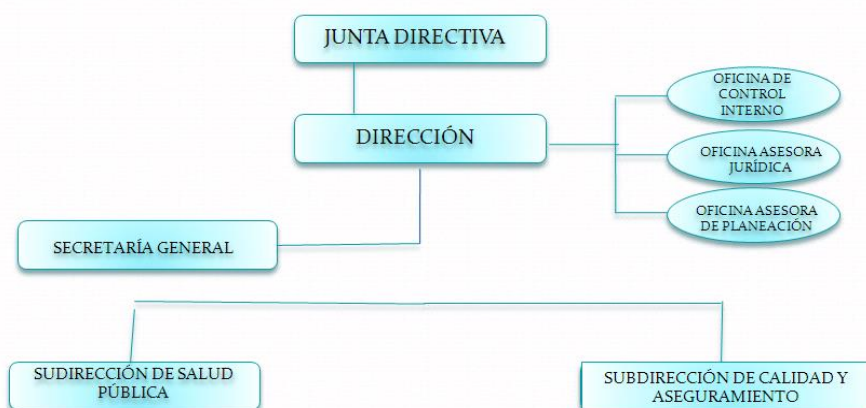 JUNTA DIRECTIVA
DIRECCIÓN
OFICINA DE
CONTROL
INTERNO
OFICINA ASESORA
JURÍDICA
OFICINA ASESORA
DE PLANEACIÓN
SECRETARÍA GENERAL
SUDIRECCIÓN DE SALUD
PÚBLICA
SUBDIRECCIÓN DE CALIDAD Y
ASEGURAMIENTO